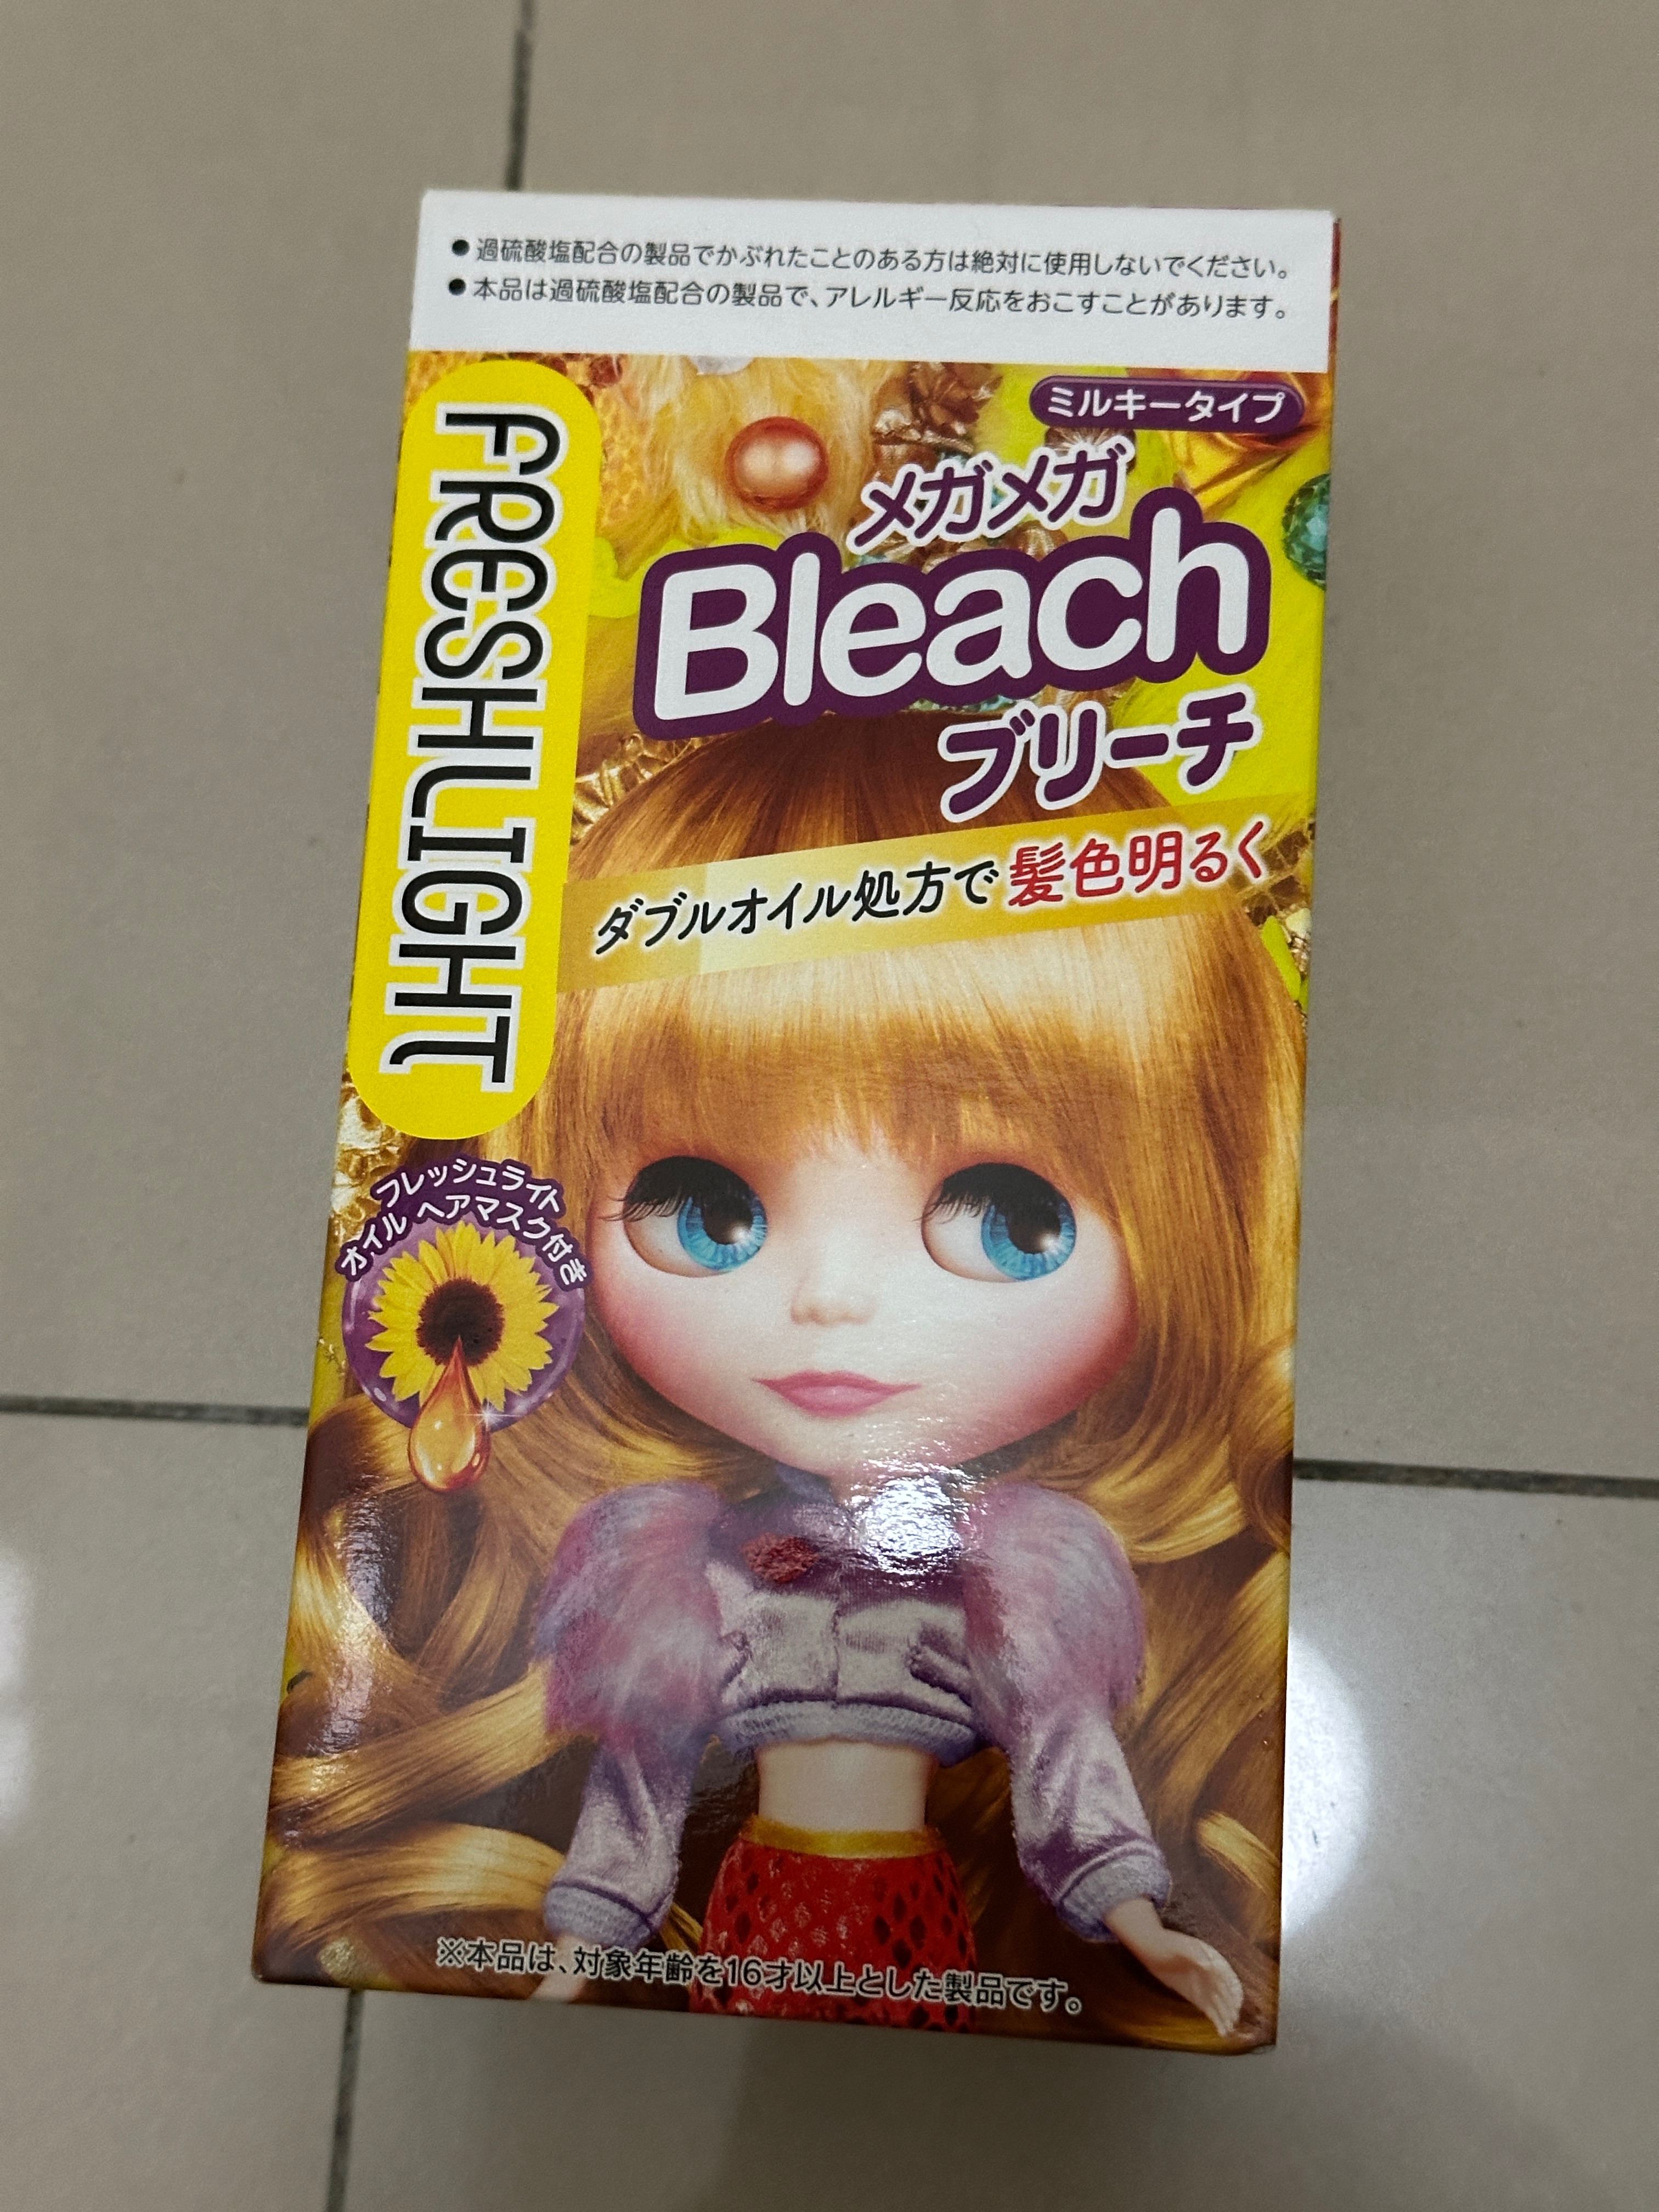 ●過硫酸塩配合の製品でかぶれたことのある方は絶対に使用しないでください。
●本品は過硫酸塩配合の製品で、アレルギー反応をおこすことがあります。
FRESHLIGHT
ミルキータイプ
メガメガ
Bleach
ブリーチ
ダブルオイル処方で髪色明るく
フレッシュライト
オイル ヘアマスク付き
※本品は、対象年齢を16才以上とした製品です。